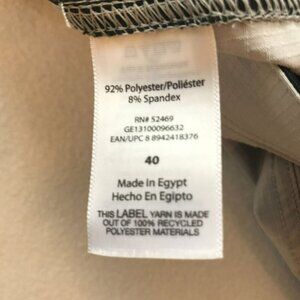 92% Polyester/Poliéster
8% Spandex
RN# 52469
GE13100096632
EAN/UPC 8 8942418376
40
Made In Egypt
Hecho En Egipto
THIS LABEL YARN IS MADE
OUT OF 100% RECYCLED
POLYESTER MATERIALS